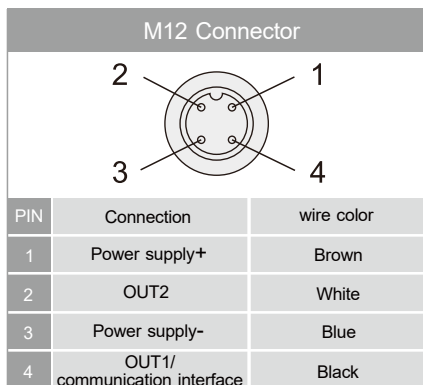 M12 Connector
2 1
3 4
PIN Connection wire color
1 Power supply+ Brown
2 OUT2 White
3 Power supply- Blue
4 OUT1/
communication interface Black